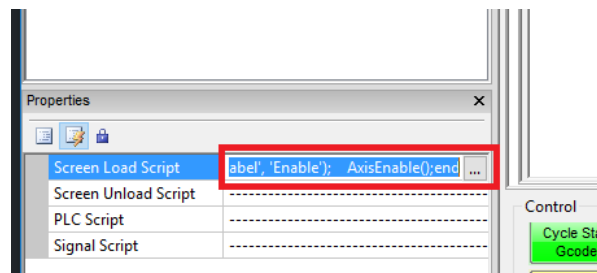 Properties
Screen Load Script abel', 'Enable'); AxisEnable();end ...
Screen Unload Script --------------------------------------------
PLC Script --------------------------------------------
Signal Script --------------------------------------------
Control
Cycle Sta
Gcode